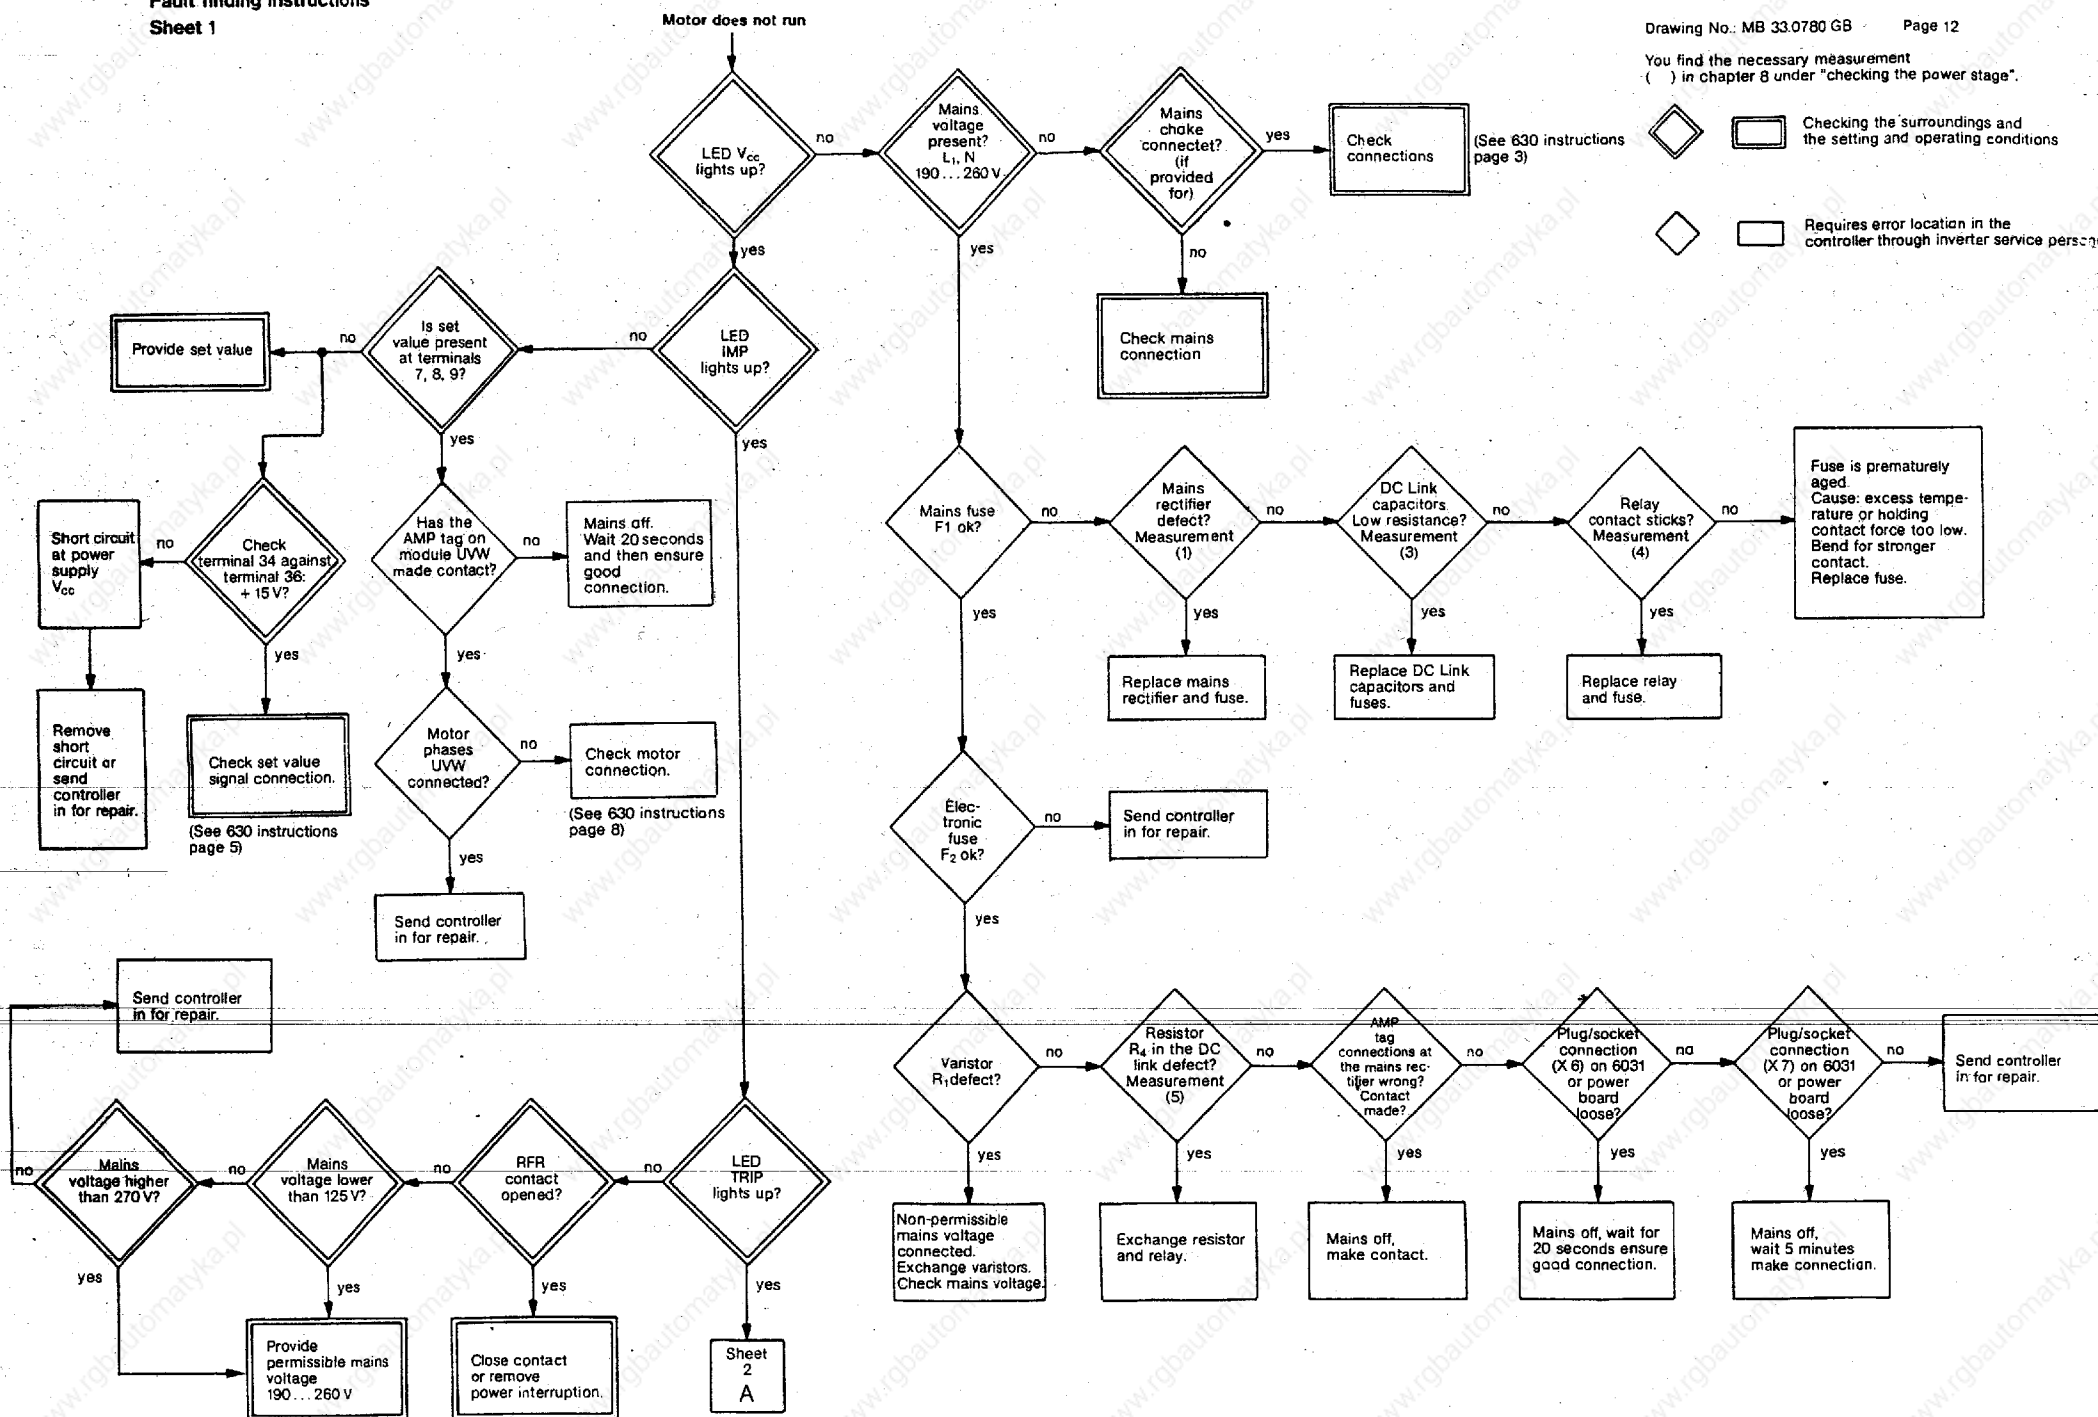 Fault finding instructions
Sheet 1
Motor does not run
Drawing No.: MB 33.0780 GB Page 12
You find the necessary measurement
( ) in chapter 8 under "checking the power stage".
Checking the surroundings and
the setting and operating conditions
Requires error location in the
controller through inverter service
LED Vcc
lights up?
no
yes
Mains
voltage
present?
L1, N
190...260 V
no
yes
Mains
choke
connectet?
(if
provided
for)
yes
no
Check
connections
(See 630 instructions
page 3)
Check mains
connection
LED
IMP
lights up?
no
yes
Is set
value present
at terminals
7, 8, 9?
no
yes
Provide set value
Check
terminal 34 against
terminal 36:
+ 15 V?
no
yes
Short circuit
at power
supply
Vcc
Remove
short
circuit or
send
controller
in for repair.
Check set value
signal connection.
(See 630 instructions
page 5)
Has the
AMP tag on
module UVW
made contact?
no
yes
Mains off.
Wait 20 seconds
and then ensure
good
connection.
Motor
phases
UVW
connected?
no
yes
Check motor
connection.
(See 630 instructions
page 8)
Send controller
in for repair.
Mains fuse
F1 ok?
no
yes
Mains
rectifier
defect?
Measurement
(1)
no
yes
Replace mains
rectifier and fuse.
DC Link
capacitors
Low resistance?
Measurement
(3)
no
yes
Replace DC Link
capacitors and
fuses.
Relay
contact sticks?
Measurement
(4)
no
yes
Replace relay
and fuse.
Fuse is prematurely
aged.
Cause: excess tempe-
rature or holding
contact force too low.
Bend for stronger
contact.
Replace fuse.
Elec-
tronic
fuse
F2 ok?
no
yes
Send controller
in for repair.
Varistor
R1 defect?
no
yes
Non-permissible
mains voltage
connected.
Exchange varistors.
Check mains voltage.
Resistor
R4 in the DC
link defect?
Measurement
(5)
no
yes
Exchange resistor
and relay.
AMP
tag
connections at
the mains rec-
tifier wrong?
Contact
made?
no
yes
Mains off,
make contact.
Plug/socket
connection
(X 6) on 6031
or power
board
loose?
no
yes
Mains off, wait for
20 seconds ensure
good connection.
Plug/socket
connection
(X 7) on 6031
or power
board
loose?
no
yes
Mains off,
wait 5 minutes
make connection.
Send controller
in for repair.
LED
TRIP
lights up?
no
yes
Sheet
2
A
RFR
contact
opened?
no
yes
Close contact
or remove
power interruption.
Mains
voltage lower
than 125 V?
no
yes
Provide
permissible mains
voltage
190...260 V
Mains
voltage higher
than 270 V?
no
yes
Send controller
in for repair.
www.rgbautomatyka.pl